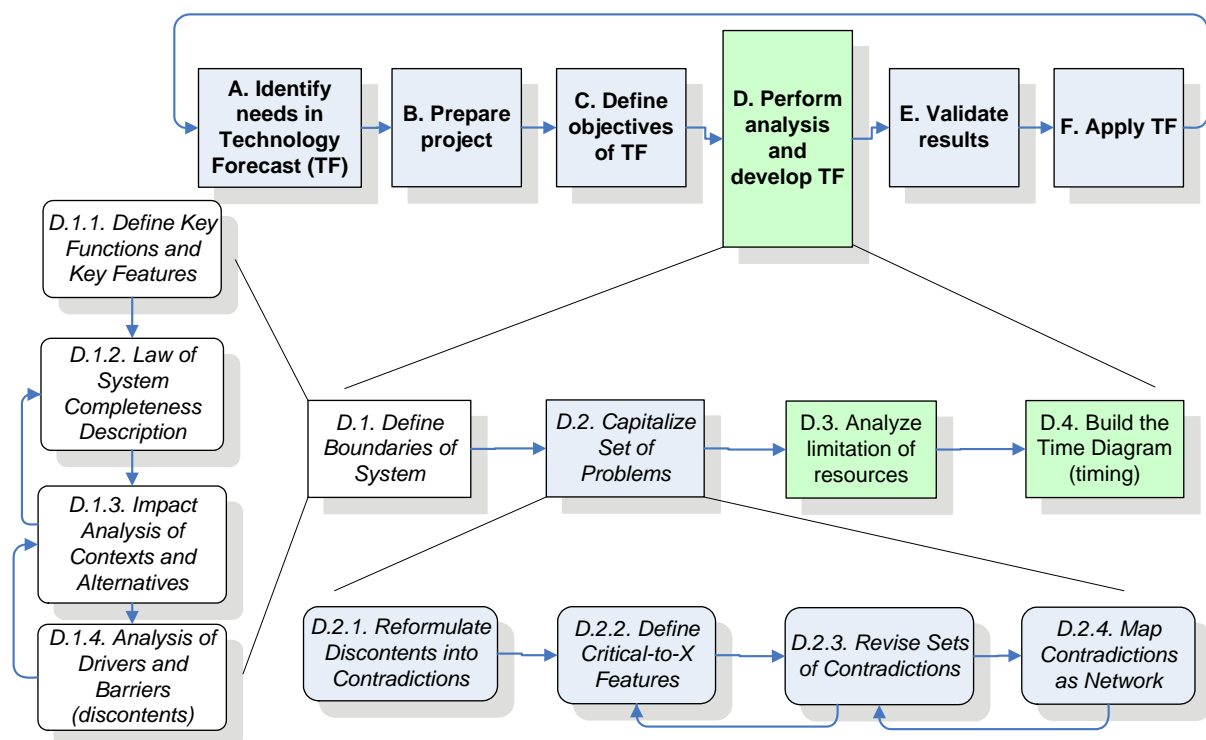 A. Identify
needs in
Technology
Forecast (TF)
B. Prepare
project
C. Define
objectives
of TF
D. Perform
analysis
and
develop TF
E. Validate
results
F. Apply TF
D.1.1. Define Key
Functions and
Key Features
D.1.2. Law of
System
Completeness
Description
D.1.3. Impact
Analysis of
Contexts and
Alternatives
D.1.4. Analysis of
Drivers and
Barriers
(discontents)
D.1. Define
Boundaries of
System
D.2. Capitalize
Set of
Problems
D.3. Analyze
limitation of
resources
D.4. Build the
Time Diagram
(timing)
D.2.1. Reformulate
Discontents into
Contradictions
D.2.2. Define
Critical-to-X
Features
D.2.3. Revise Sets
of Contradictions
D.2.4. Map
Contradictions
as Network